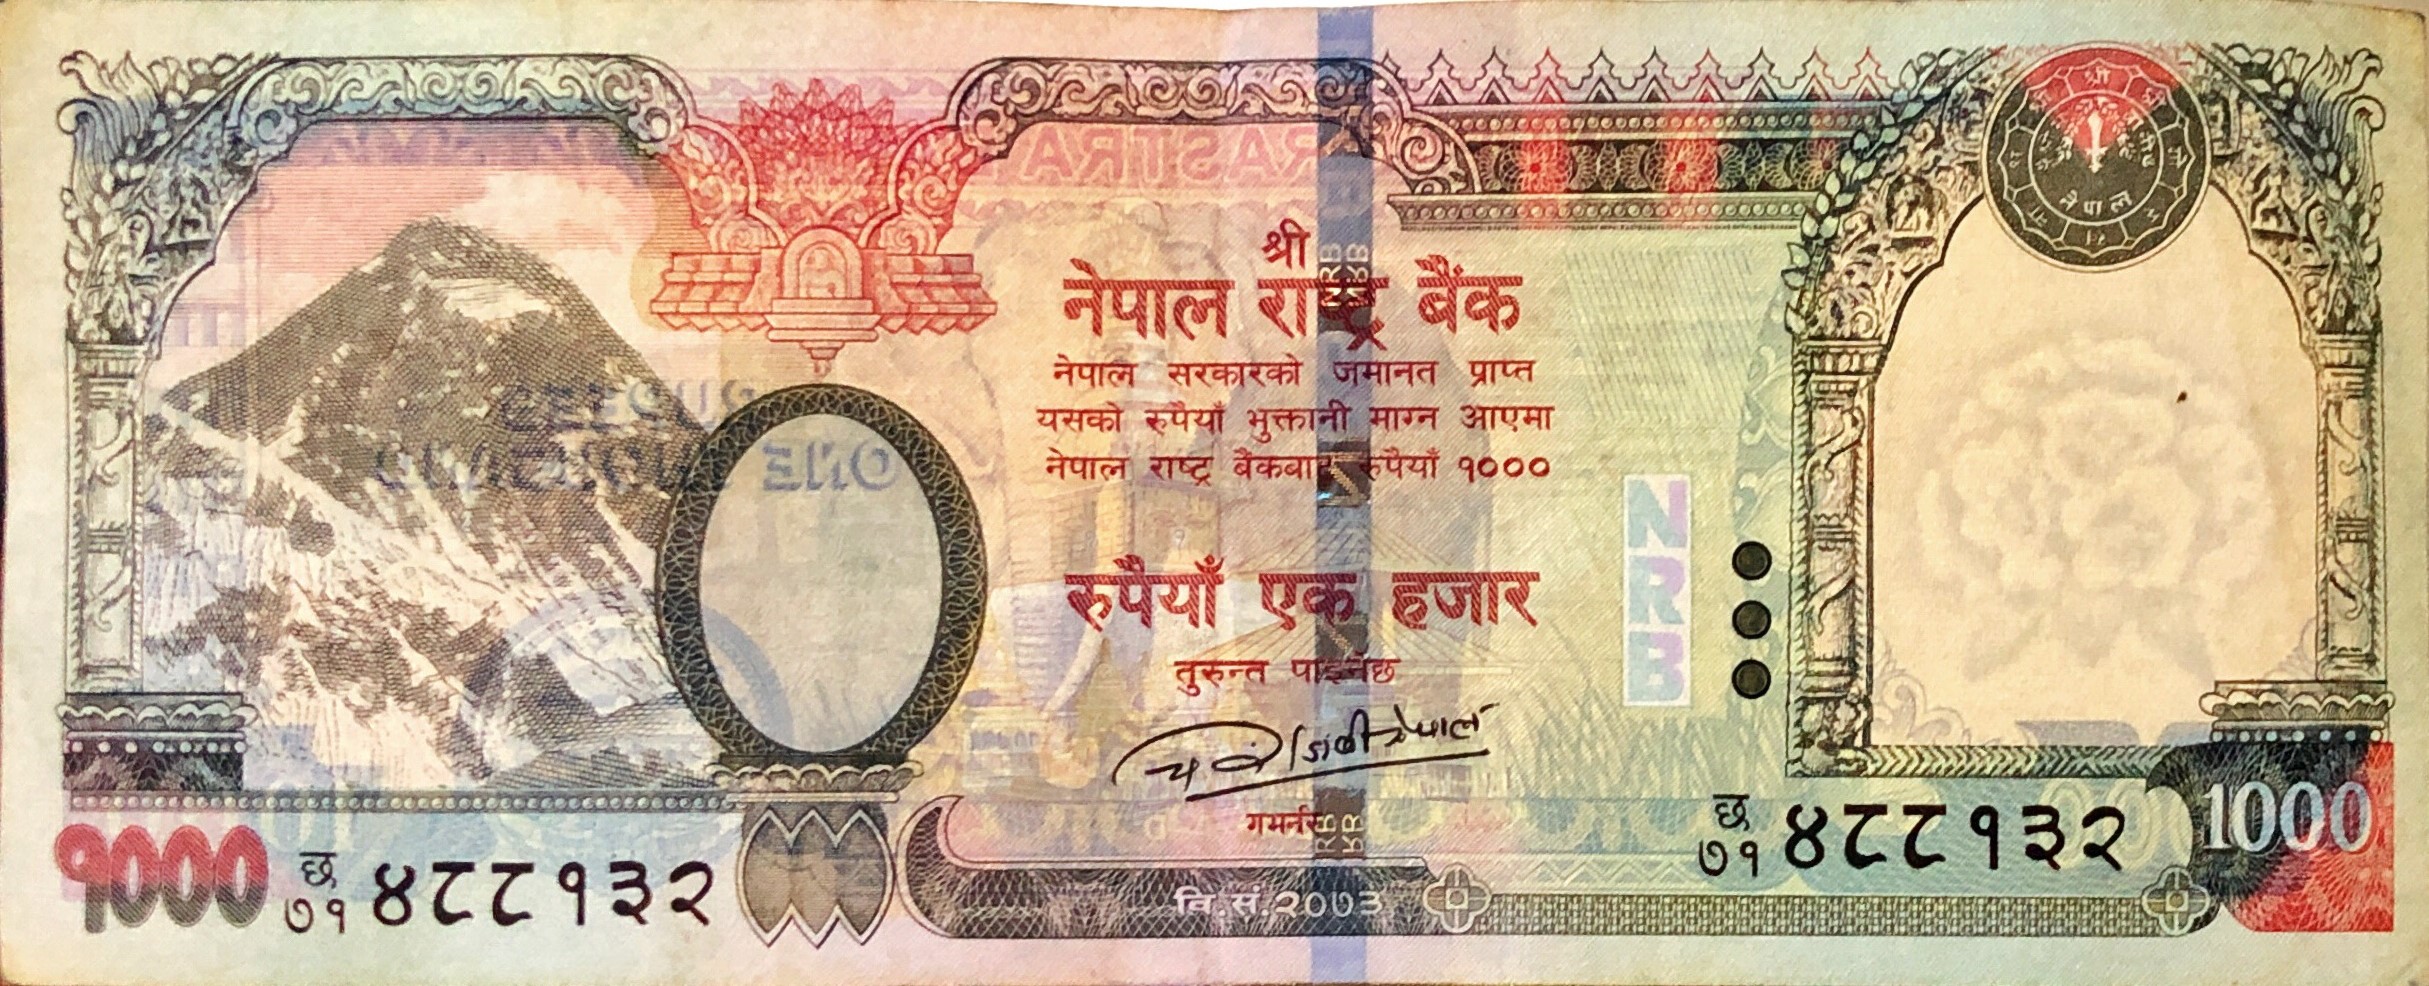 श्री
नेपाल राष्ट्र बैंक
नेपाल सरकारको जमानत प्राप्त
यसको रुपैयाँ भुक्तानी माग्न आएमा
नेपाल राष्ट्र बैंकबाट रुपैयाँ १०००
रुपैयाँ एक हजार
तुरुन्त पाइनेछ
गभर्नर
NRB
नेपाल
१०००
छ
७१ ४८८१३२
वि.सं.२०७३
छ
७१ ४८८१३२
1000